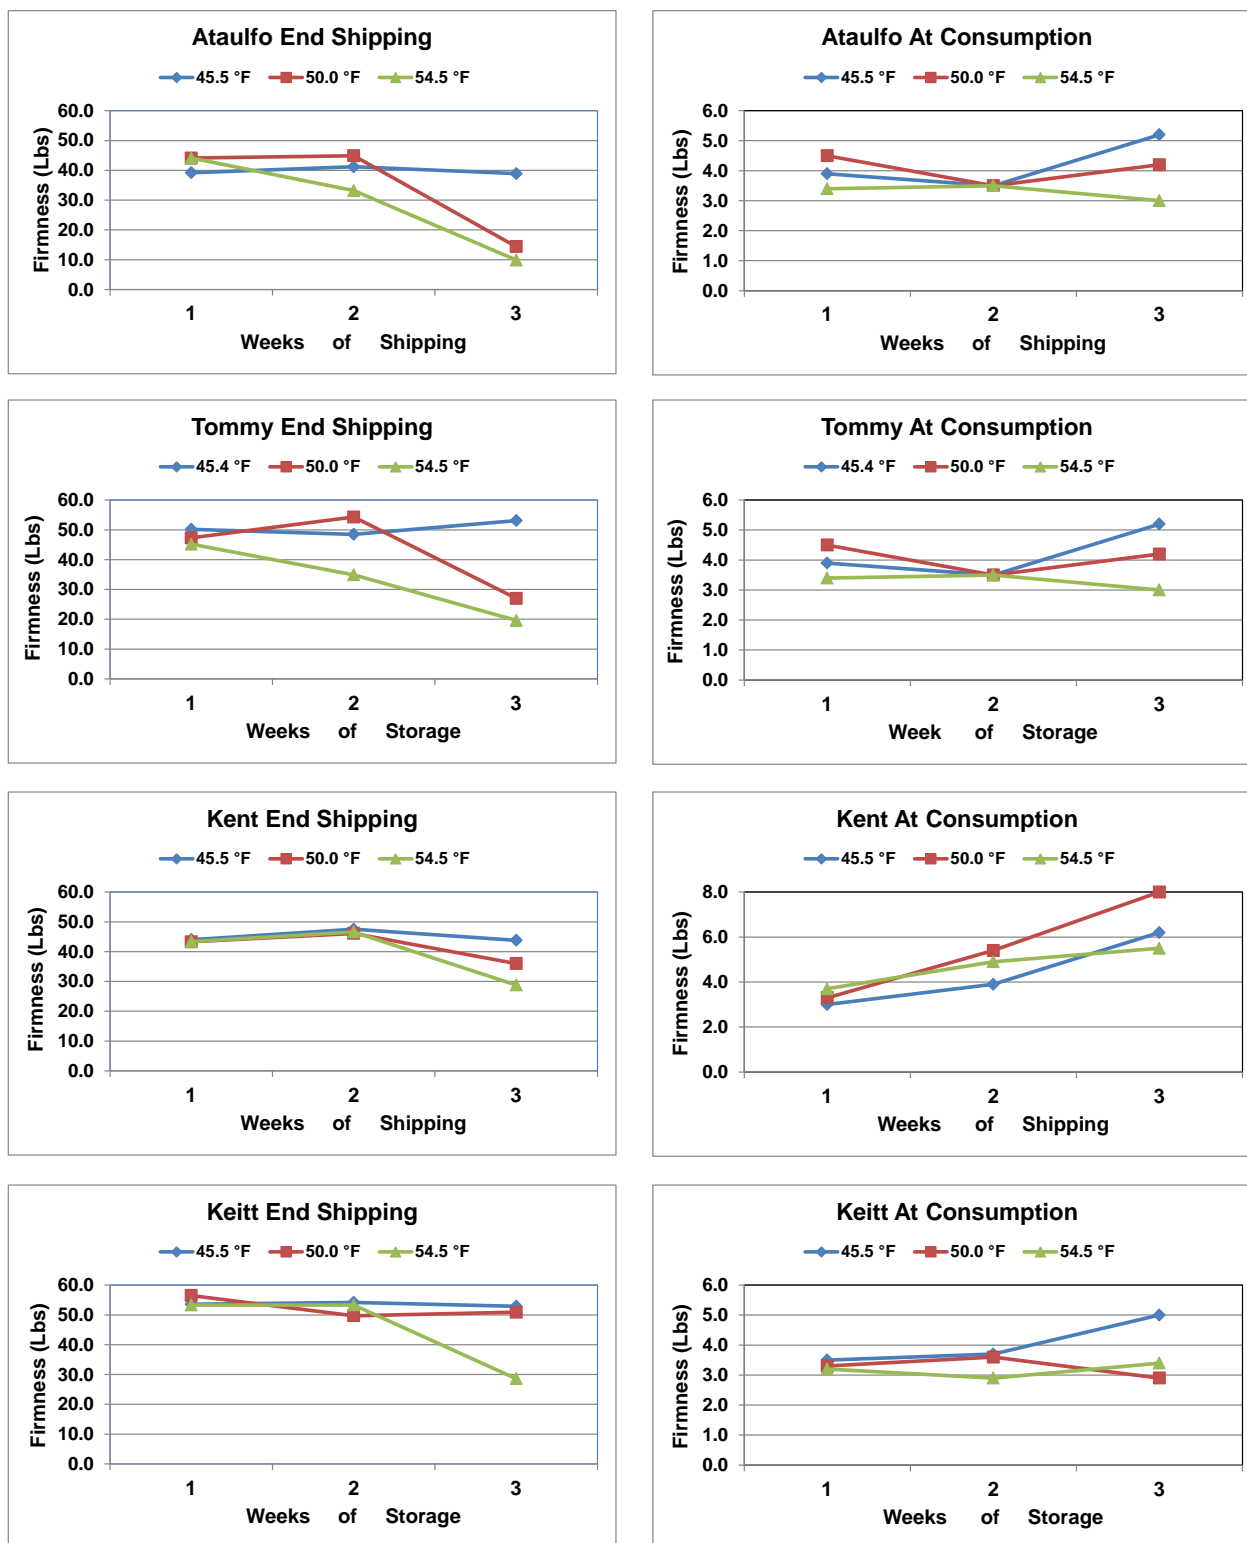 Ataulfo End Shipping
45.5 °F 50.0 °F 54.5 °F
60.0
50.0
40.0
30.0
20.0
10.0
0.0
Firmness (Lbs)
1 2 3
Weeks of Shipping
Ataulfo At Consumption
45.5 °F 50.0 °F 54.5 °F
6.0
5.0
4.0
3.0
2.0
1.0
0.0
Firmness (Lbs)
1 2 3
Weeks of Shipping
Tommy End Shipping
45.4 °F 50.0 °F 54.5 °F
60.0
50.0
40.0
30.0
20.0
10.0
0.0
Firmness (Lbs)
1 2 3
Weeks of Storage
Tommy At Consumption
45.4 °F 50.0 °F 54.5 °F
6.0
5.0
4.0
3.0
2.0
1.0
0.0
Firmness (Lbs)
1 2 3
Week of Storage
Kent End Shipping
45.5 °F 50.0 °F 54.5 °F
60.0
50.0
40.0
30.0
20.0
10.0
0.0
Firmness (Lbs)
1 2 3
Weeks of Shipping
Kent At Consumption
45.5 °F 50.0 °F 54.5 °F
8.0
6.0
4.0
2.0
0.0
Firmness (Lbs)
1 2 3
Weeks of Shipping
Keitt End Shipping
45.5 °F 50.0 °F 54.5 °F
60.0
50.0
40.0
30.0
20.0
10.0
0.0
Firmness (Lbs)
1 2 3
Weeks of Storage
Keitt At Consumption
45.5 °F 50.0 °F 54.5 °F
6.0
5.0
4.0
3.0
2.0
1.0
0.0
Firmness (Lbs)
1 2 3
Weeks of Storage